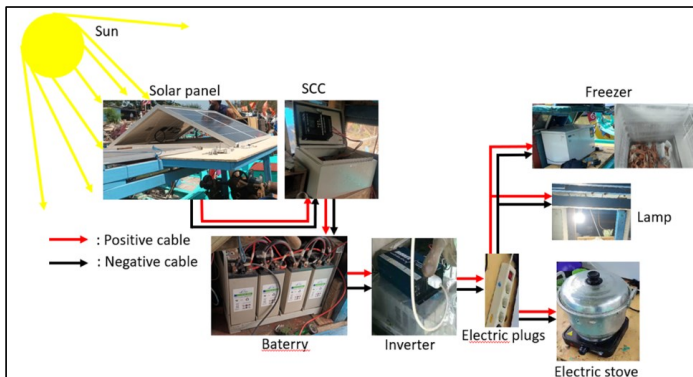 Sun
Solar panel
SCC
Freezer
Lamp
: Positive cable
: Negative cable
Baterry
Inverter
Electric plugs
Electric stove